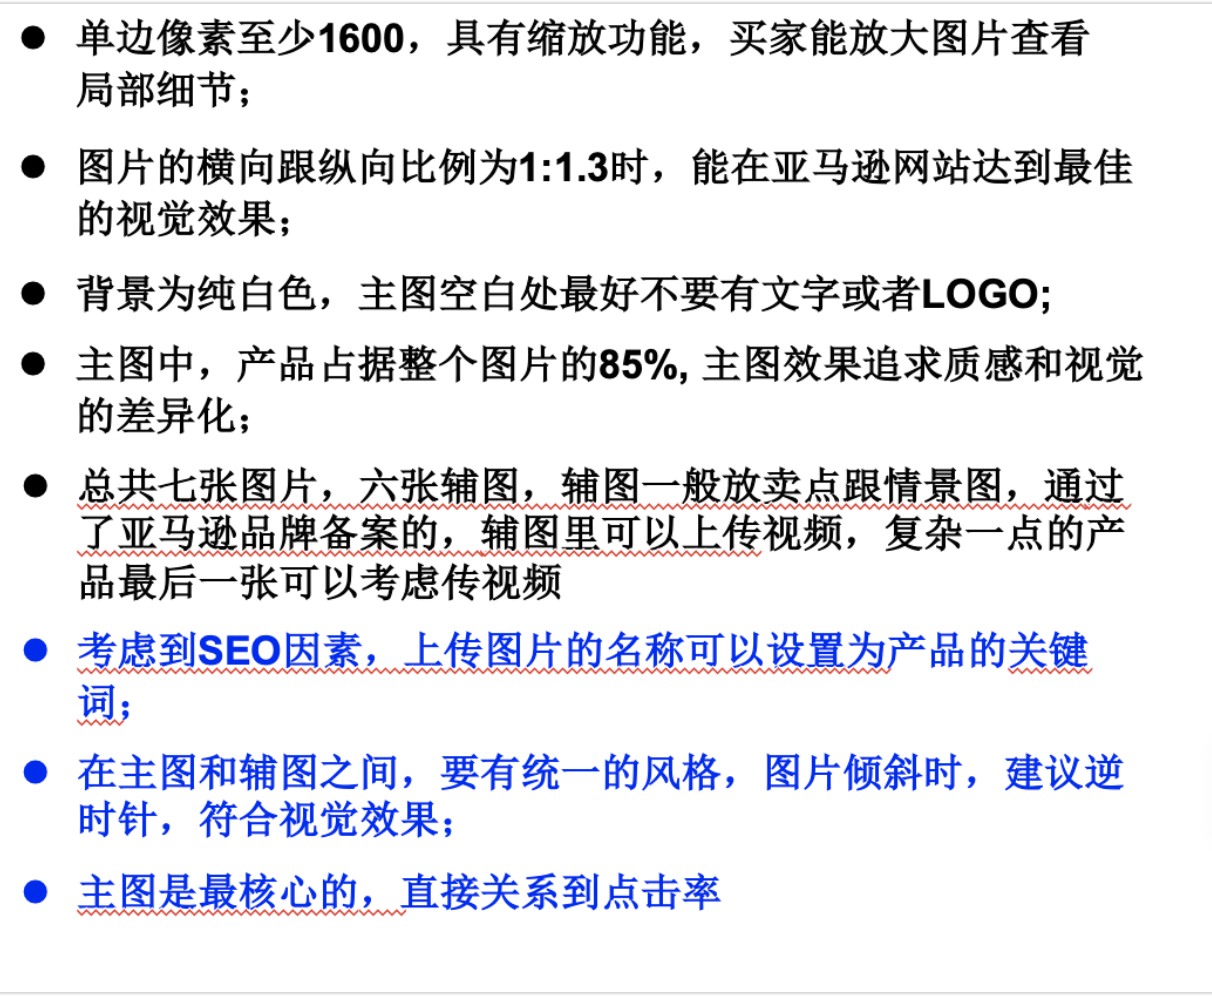 ● 单边像素至少1600，具有缩放功能，买家能放大图片查看
局部细节；
● 图片的横向跟纵向比例为1:1.3时，能在亚马逊网站达到最佳
的视觉效果；
● 背景为纯白色，主图空白处最好不要有文字或者LOGO;
● 主图中，产品占据整个图片的85%, 主图效果追求质感和视觉
的差异化；
● 总共七张图片，六张辅图，辅图一般放卖点跟情景图，通过
了亚马逊品牌备案的，辅图里可以上传视频，复杂一点的产
品最后一张可以考虑传视频
● 考虑到SEO因素，上传图片的名称可以设置为产品的关键
词；
● 在主图和辅图之间，要有统一的风格，图片倾斜时，建议逆
时针，符合视觉效果；
● 主图是最核心的，直接关系到点击率